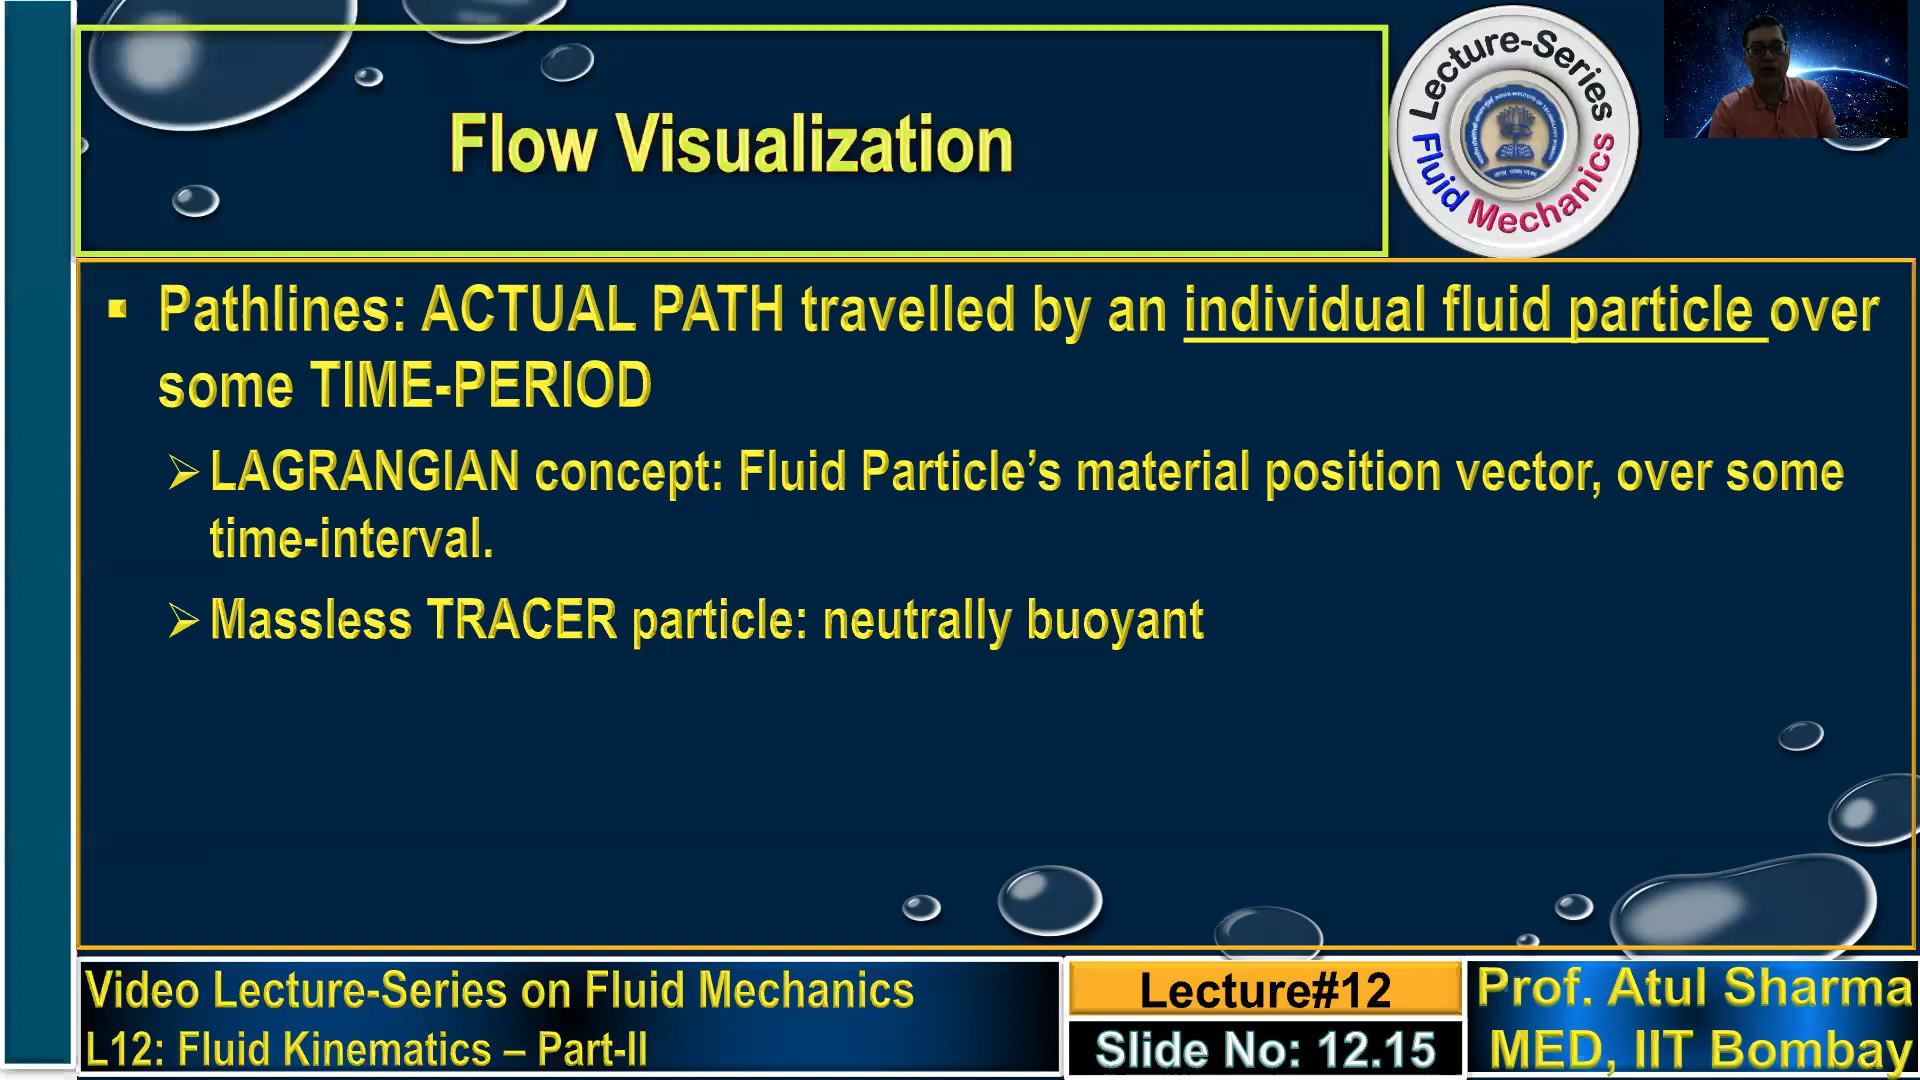 Flow Visualization
Lecture-Series
Fluid Mechanics
▪ Pathlines: ACTUAL PATH travelled by an individual fluid particle over
some TIME-PERIOD
➢ LAGRANGIAN concept: Fluid Particle’s material position vector, over some
time-interval.
➢ Massless TRACER particle: neutrally buoyant
Video Lecture-Series on Fluid Mechanics
L12: Fluid Kinematics – Part-II
Lecture#12
Slide No: 12.15
Prof. Atul Sharma
MED, IIT Bombay